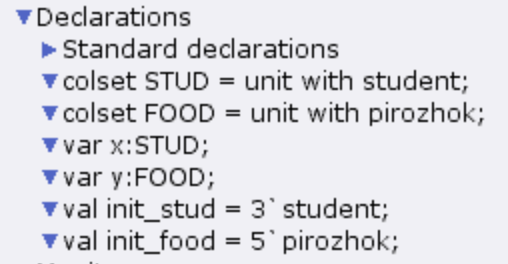 Declarations
Standard declarations
colset STUD = unit with student;
colset FOOD = unit with pirozhok;
var x:STUD;
var y:FOOD;
val init_stud = 3`student;
val init_food = 5`pirozhok;